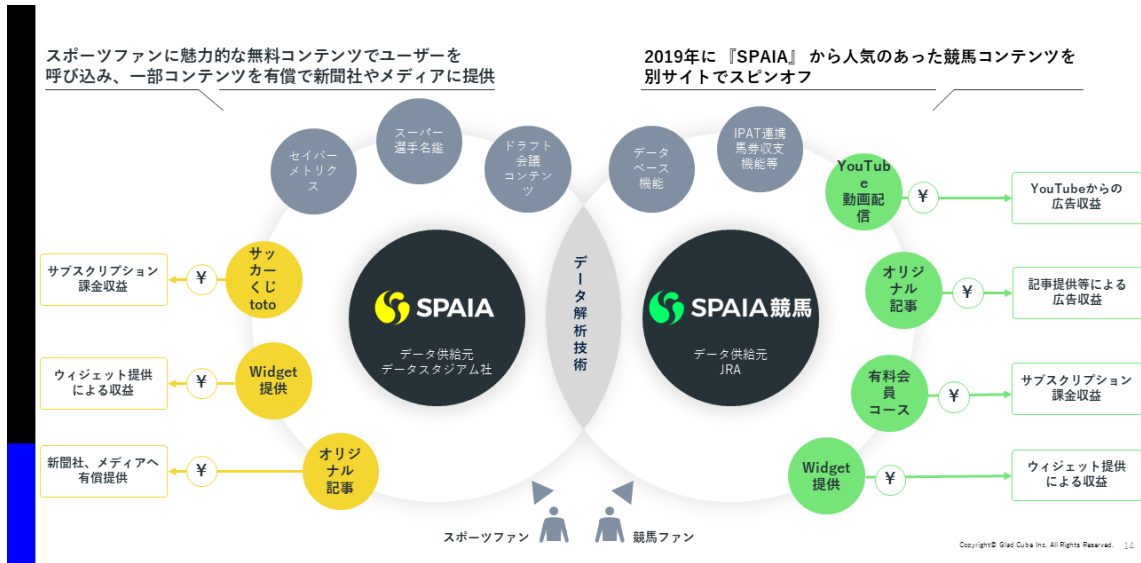 スポーツファンに魅力的な無料コンテンツでユーザーを
呼び込み、一部コンテンツを有償で新聞社やメディアに提供
2019年に 『SPAIA』 から人気のあった競馬コンテンツを
別サイトでスピンオフ
セイバー
メトリク
ス
スーパー
選手名鑑
ドラフト
会議
コンテン
ツ
サッ
カー
くじ
toto
¥
サブスクリプション
課金収益
Widget
提供
¥
ウィジェット提供
による収益
オリジ
ナル
記事
¥
新聞社、メディアへ
有償提供
SPAIA
データ供給元
データスタジアム社
データ解析技術
データ
ベース
機能
IPAT連携
馬券収支
機能等
YouTub
e
動画配
信
¥
YouTubeからの
広告収益
オリジ
ナル
記事
¥
記事提供等による
広告収益
有料会
員
コース
¥
サブスクリプション
課金収益
Widget
提供
¥
ウィジェット提供
による収益
SPAIA競馬
データ供給元
JRA
スポーツファン
競馬ファン
Copyright© Glad Cube Inc. All Rights Reserved. 14